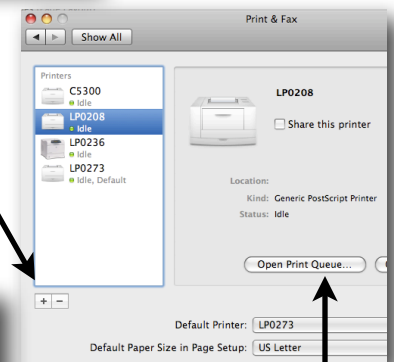 Print & Fax
Show All
Printers
C5300
Idle
LP0208
Idle
LP0236
Idle
LP0273
Idle, Default
LP0208
Share this printer
Location:
Kind: Generic PostScript Printer
Status: Idle
Open Print Queue...
+ −
Default Printer: LP0273
Default Paper Size in Page Setup: US Letter